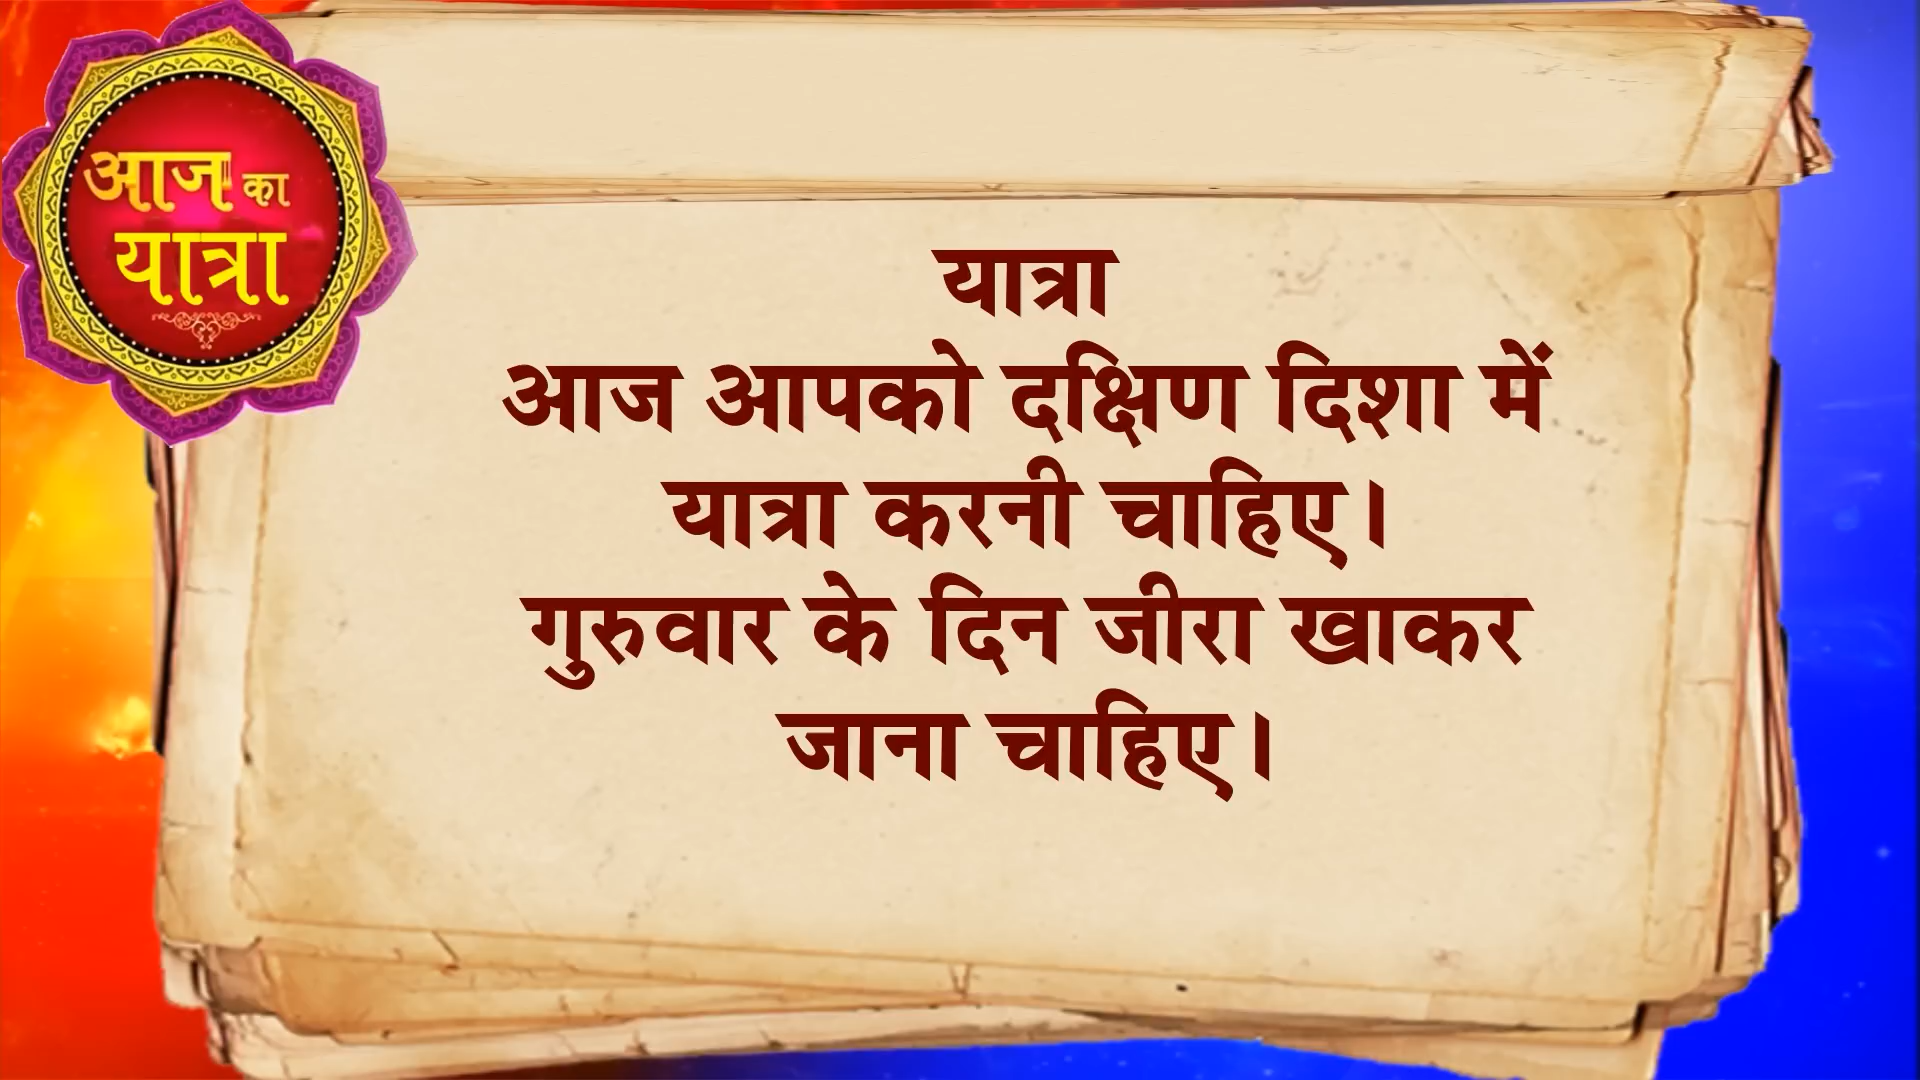 आज का
यात्रा
यात्रा
आज आपको दक्षिण दिशा में
यात्रा करनी चाहिए।
गुरुवार के दिन जीरा खाकर
जाना चाहिए।